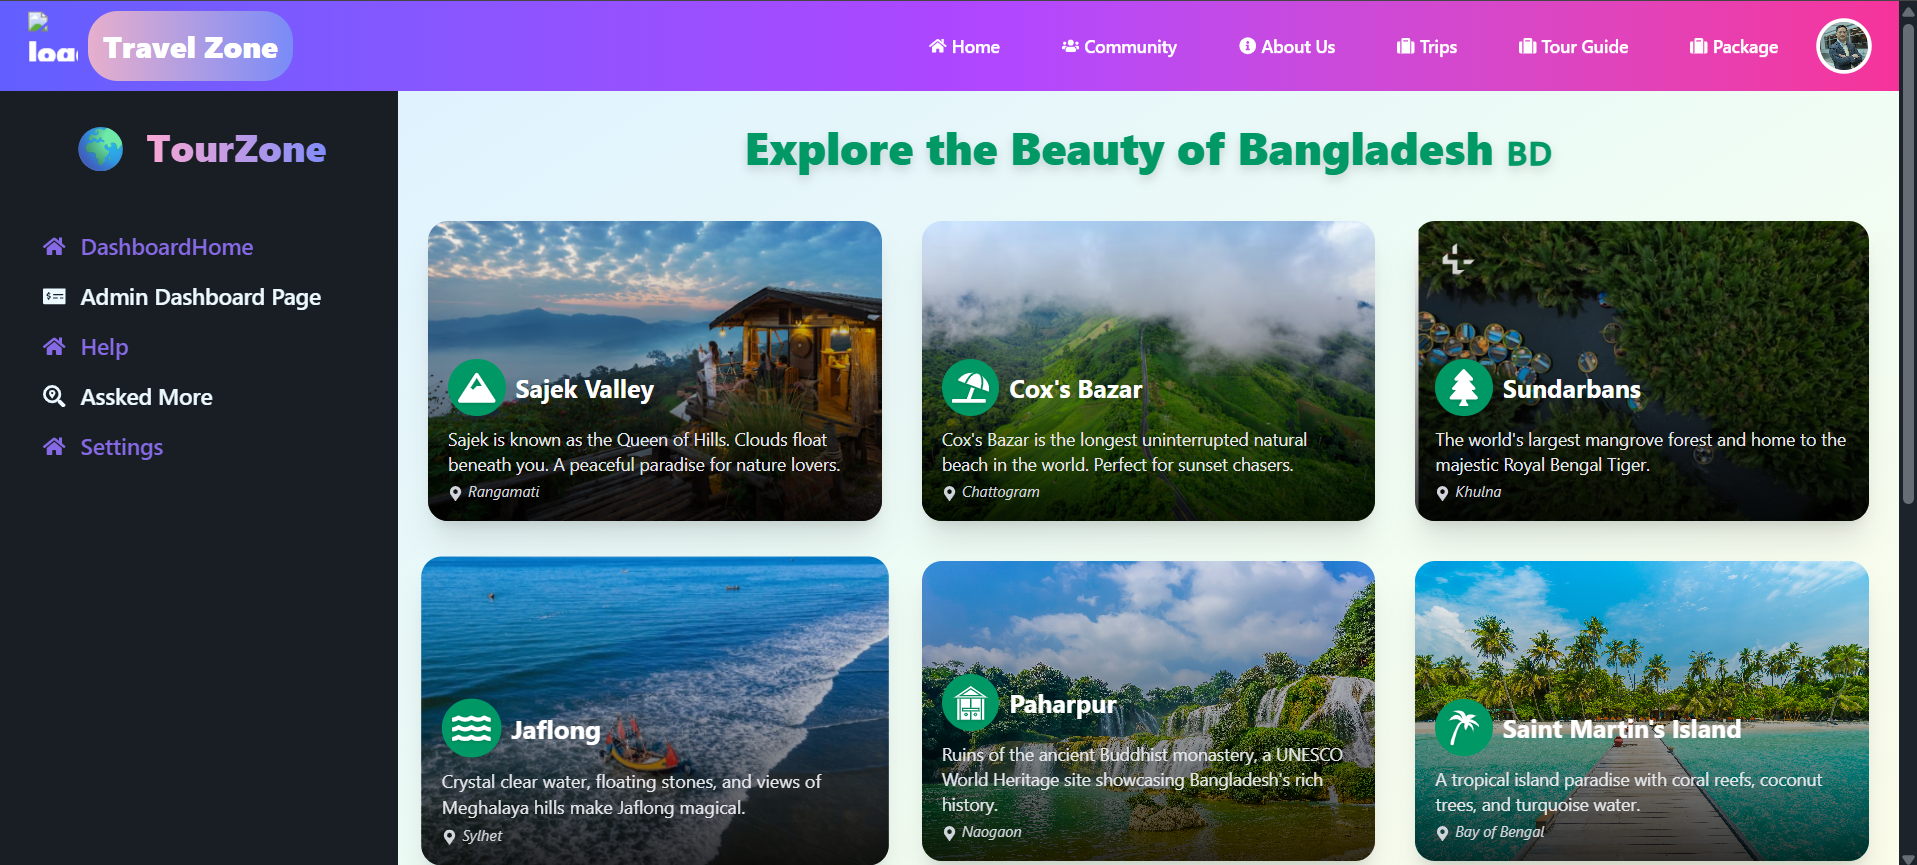 loa
Travel Zone
Home
Community
About Us
Trips
Tour Guide
Package
TourZone
DashboardHome
Admin Dashboard Page
Help
Assked More
Settings
Explore the Beauty of Bangladesh BD
Sajek Valley
Sajek is known as the Queen of Hills. Clouds float
beneath you. A peaceful paradise for nature lovers.
Rangamati
Cox's Bazar
Cox's Bazar is the longest uninterrupted natural
beach in the world. Perfect for sunset chasers.
Chattogram
Sundarbans
The world's largest mangrove forest and home to the
majestic Royal Bengal Tiger.
Khulna
Jaflong
Crystal clear water, floating stones, and views of
Meghalaya hills make Jaflong magical.
Sylhet
Paharpur
Ruins of the ancient Buddhist monastery, a UNESCO
World Heritage site showcasing Bangladesh's rich
history.
Naogaon
Saint Martin's Island
A tropical island paradise with coral reefs, coconut
trees, and turquoise water.
Bay of Bengal